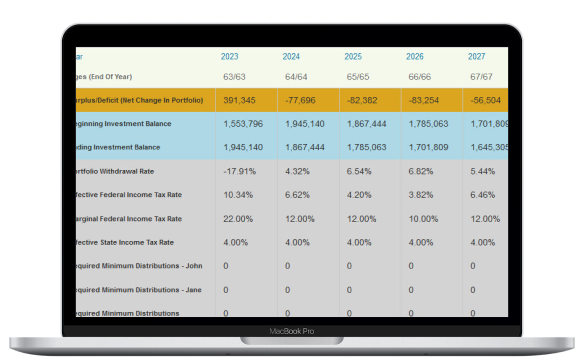 ar 2023 2024 2025 2026 2027
ges (End Of Year) 63/63 64/64 65/65 66/66 67/67
urplus/Deficit (Net Change In Portfolio) 391,345 -77,696 -82,382 -83,254 -56,504
eginning Investment Balance 1,553,796 1,945,140 1,867,444 1,785,063 1,701,809
nding Investment Balance 1,945,140 1,867,444 1,785,063 1,701,809 1,645,305
ortfolio Withdrawal Rate -17.91% 4.32% 6.54% 6.82% 5.44%
ffective Federal Income Tax Rate 10.34% 6.62% 4.20% 3.82% 6.46%
arginal Federal Income Tax Rate 22.00% 12.00% 12.00% 10.00% 12.00%
ffective State Income Tax Rate 4.00% 4.00% 4.00% 4.00% 4.00%
equired Minimum Distributions - John 0 0 0 0 0
equired Minimum Distributions - Jane 0 0 0 0 0
equired Minimum Distributions 0 0 0 0 0
MacBook Pro